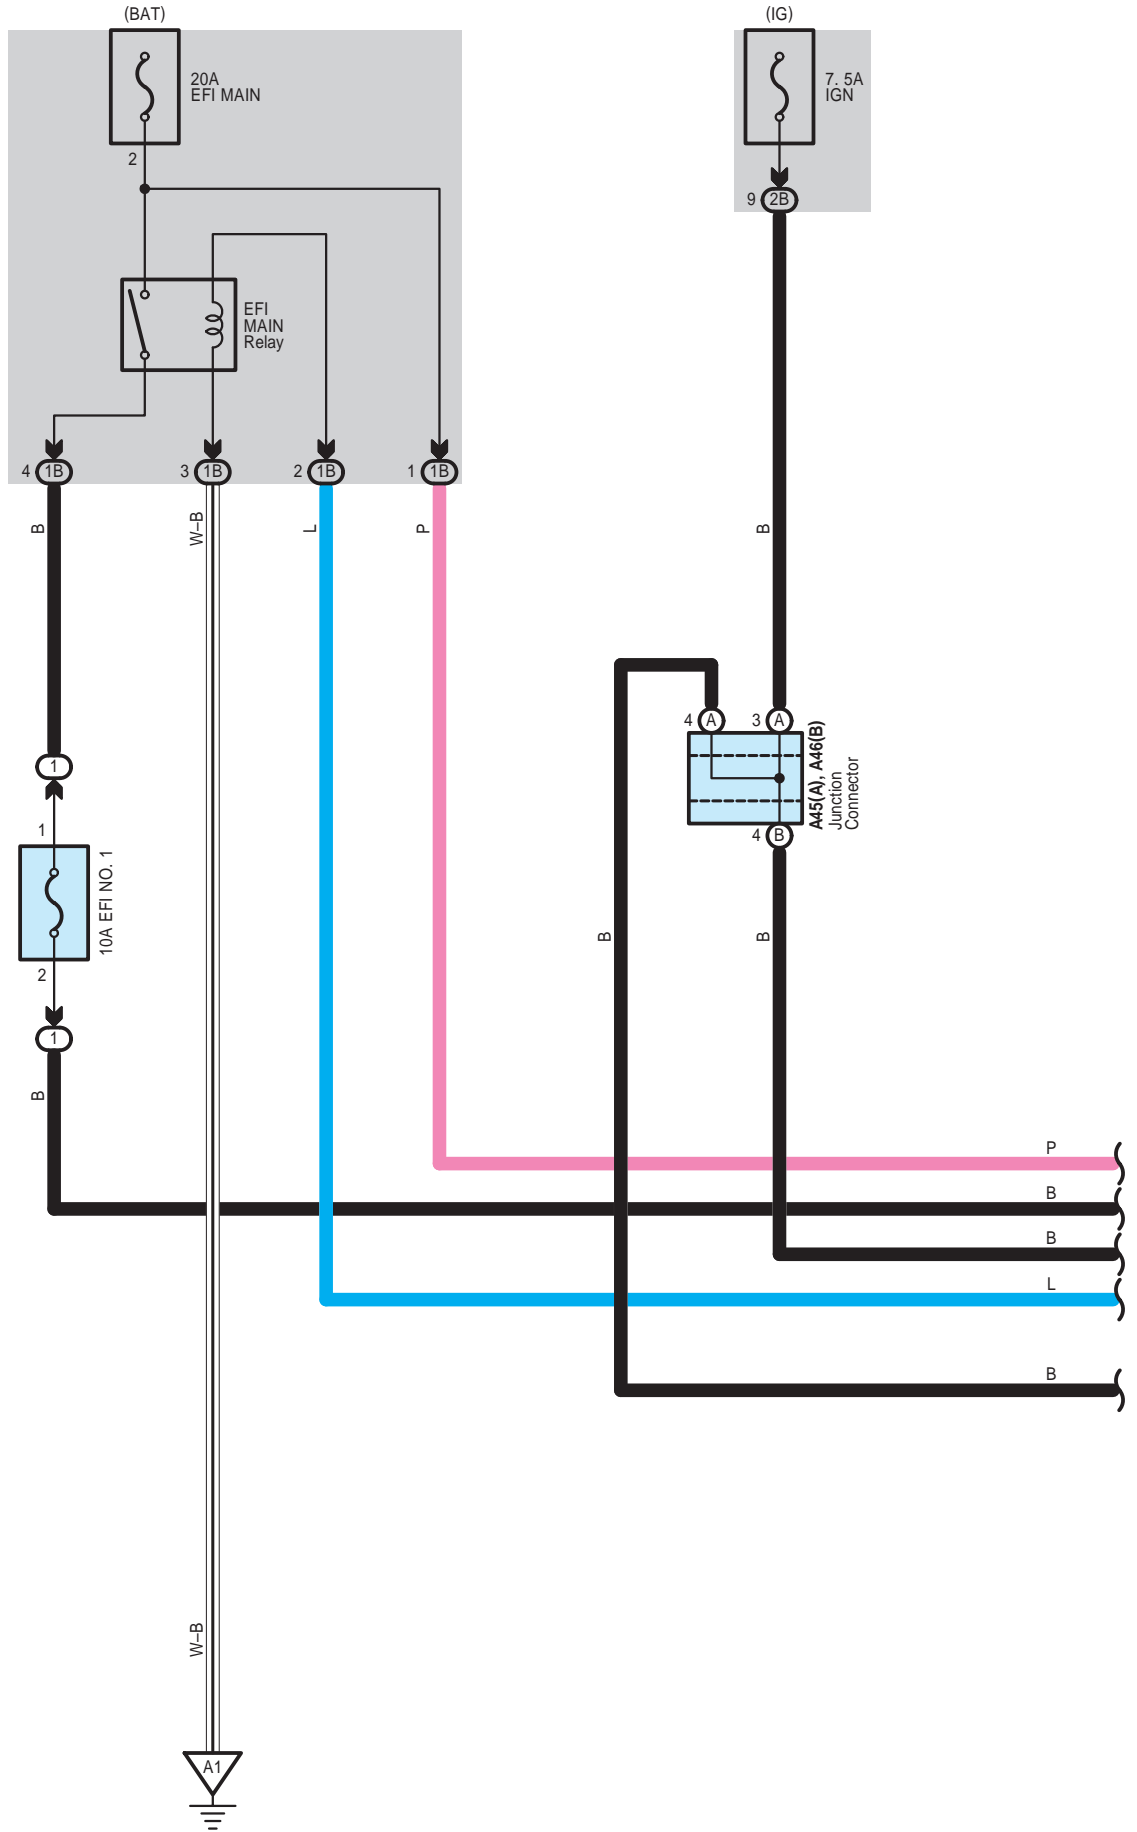 (BAT)
(IG)
20A
EFI MAIN
7. 5A
IGN
2
9 2B
EFI
MAIN
Relay
4 1B
3 1B
2 1B
1 1B
B
W–B
L
P
B
4 A
3 A
A45(A), A46(B)
Junction
Connector
1
1
4 B
10A EFI NO. 1
B
B
2
1
B
P
B
B
L
B
W–B
A1